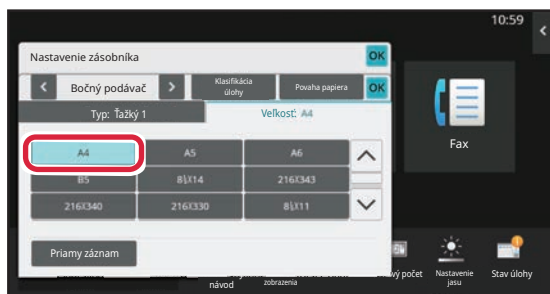 10:59
Nastavenie zásobníka OK
Bočný podávač Klasifikácia úlohy Povaha papiera OK
Typ: Ťažký 1 Veľkosť: A4
A4 A5 A6
B5 8½X14 216X343
216X340 216X330 8½X11
Priamy záznam
Fax
návod
zobrazenia
počet
Nastavenie jasu
Stav úlohy